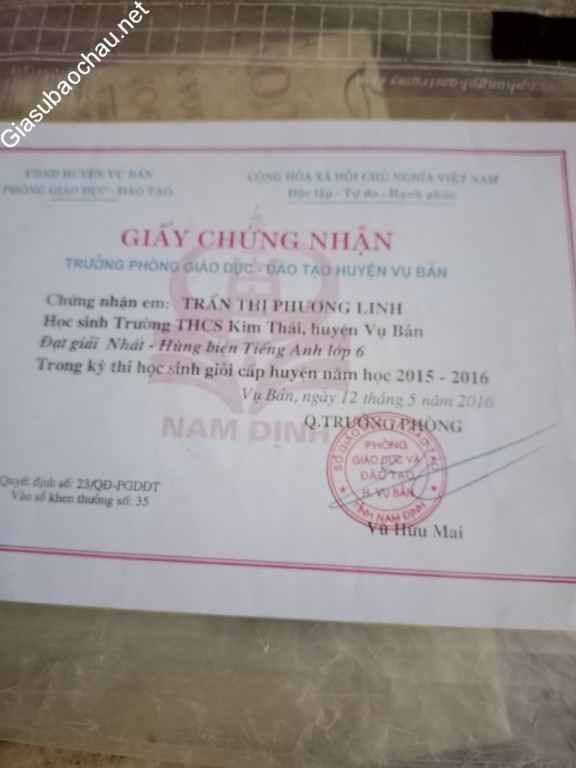 Giasubaochau.net
UBND HUYỆN VỤ BẢN
PHÒNG GIÁO DỤC - ĐÀO TẠO
CỘNG HÒA XÃ HỘI CHỦ NGHĨA VIỆT NAM
Độc lập - Tự do - Hạnh phúc
GIẤY CHỨNG NHẬN
TRƯỞNG PHÒNG GIÁO DỤC - ĐÀO TẠO HUYỆN VỤ BẢN
Chứng nhận em: TRẦN THỊ PHƯƠNG LINH
Học sinh Trường THCS Kim Thái, huyện Vụ Bản
Đạt giải Nhất - Hùng biện Tiếng Anh lớp 6
Trong kỳ thi học sinh giỏi cấp huyện năm học 2015 - 2016
Vụ Bản, ngày 12 tháng 5 năm 2016
Q.TRƯỞNG PHÒNG
NAM ĐỊNH
PHÒNG
GIÁO DỤC VÀ
ĐÀO TẠO
H. VỤ BẢN
TỈNH NAM ĐỊNH
Quyết định số: 23/QĐ-PGDĐT
Vào sổ khen thưởng số: 35
Vũ Hữu Mai